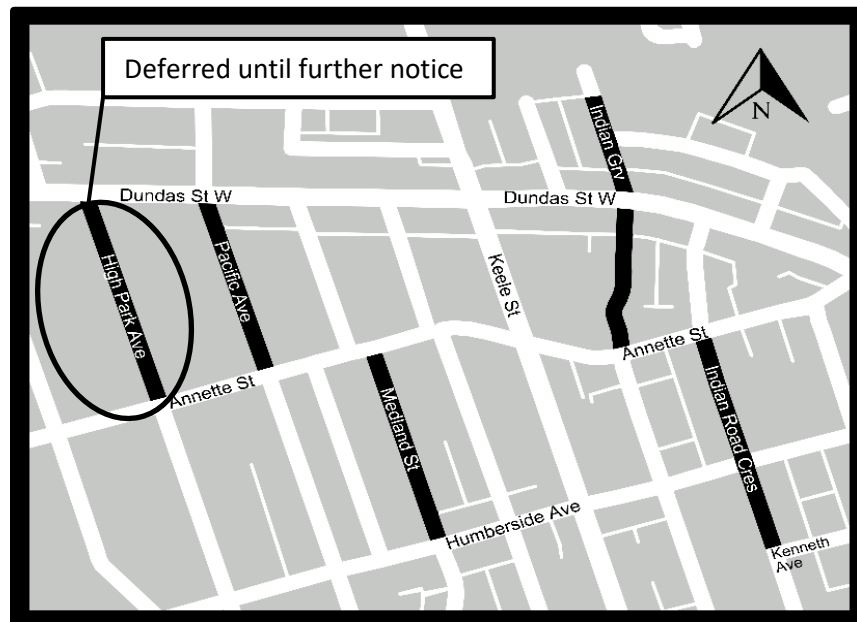 Deferred until further notice
N
Indian Grv
Dundas St W
Dundas St W
High Park Ave
Pacific Ave
Keele St
Annette St
Annette St
Medland St
Indian Road Cres
Humberside Ave
Kenneth
Ave